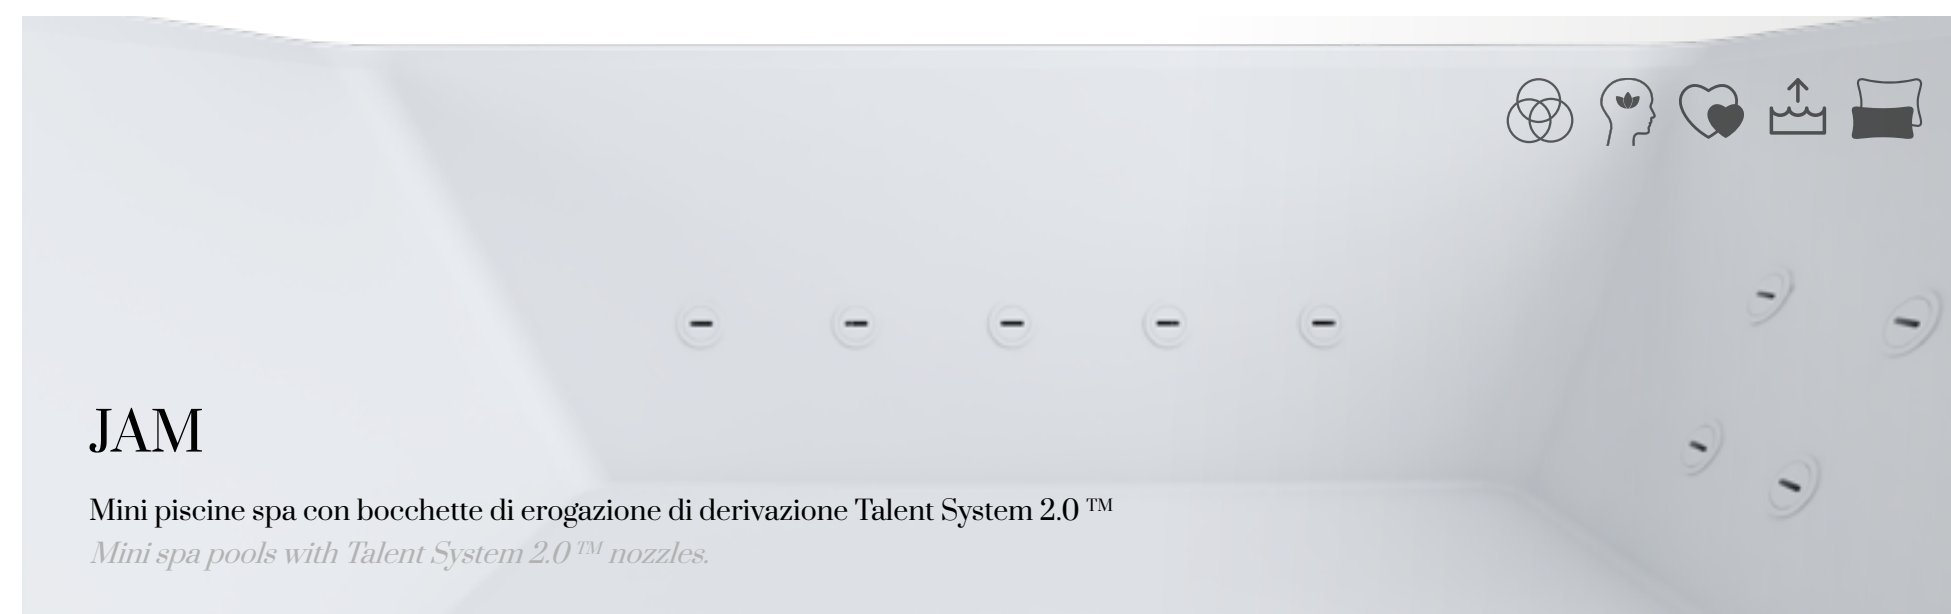 JAM
Mini piscine spa con bocchette di erogazione di derivazione Talent System 2.0 ™
Mini spa pools with Talent System 2.0 ™ nozzles.